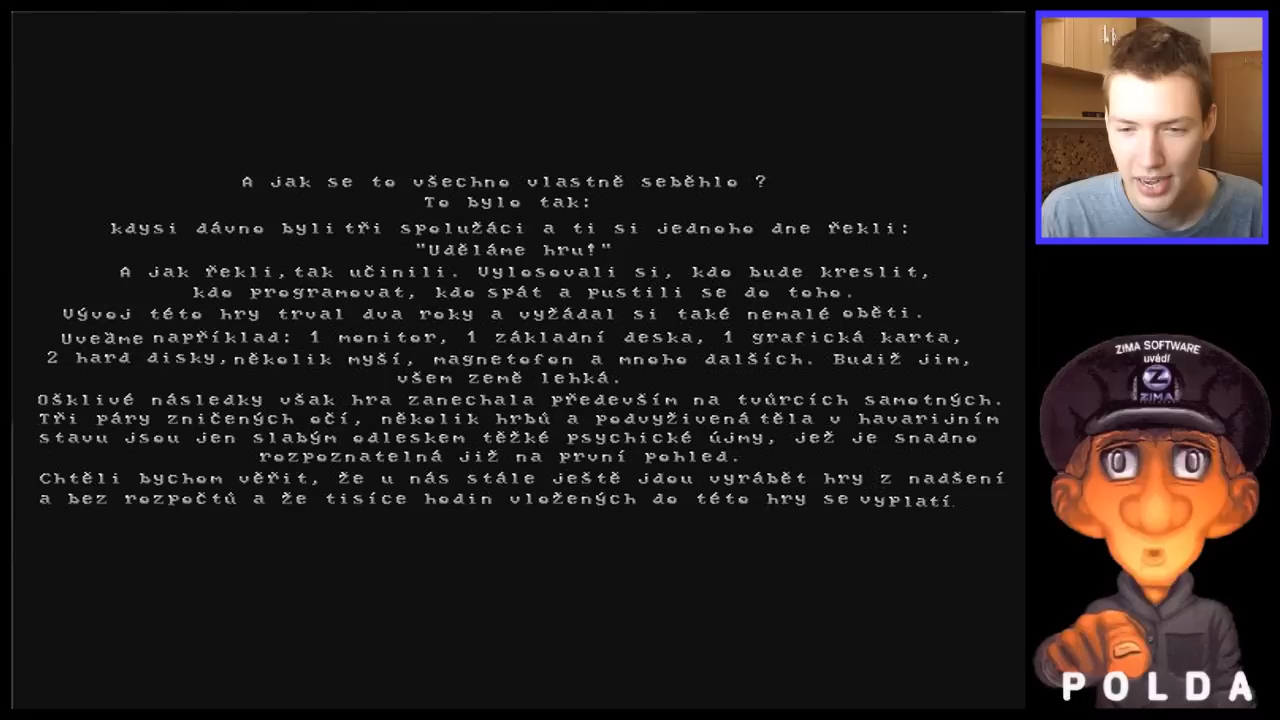 A jak se to všechno vlastně seběhlo ?
To bylo tak:
kdysi dávno byli tři spolužáci a ti si jednoho dne řekli:
"Uděláme hru!"
A jak řekli, tak učinili. Vylosovali si, kdo bude kreslit,
kdo programovat, kdo spát a pustili se do toho.
Vývoj této hry trval dva roky a vyžádal si také nemalé oběti.
Uveďme například: 1 monitor, 1 základní deska, 1 grafická karta,
2 hard disky, několik myší, magnetofon a mnoho dalších. Budiž jim,
všem země lehká.
Ošklivé následky však hra zanechala především na tvůrcích samotných.
Tři páry zničených očí, několik hrbů a podvyživená těla v havarijním
stavu jsou jen slabým odleskem těžké psychické újmy, jež je snadno
rozpoznatelná již na první pohled.
Chtěli bychom věřit, že u nás stále ještě jdou vyrábět hry z nadšení
a bez rozpočtů a že tisíce hodin vložených do této hry se vyplatí.
ZIMA SOFTWARE
uvádí
Z
ZIMA
POLDA